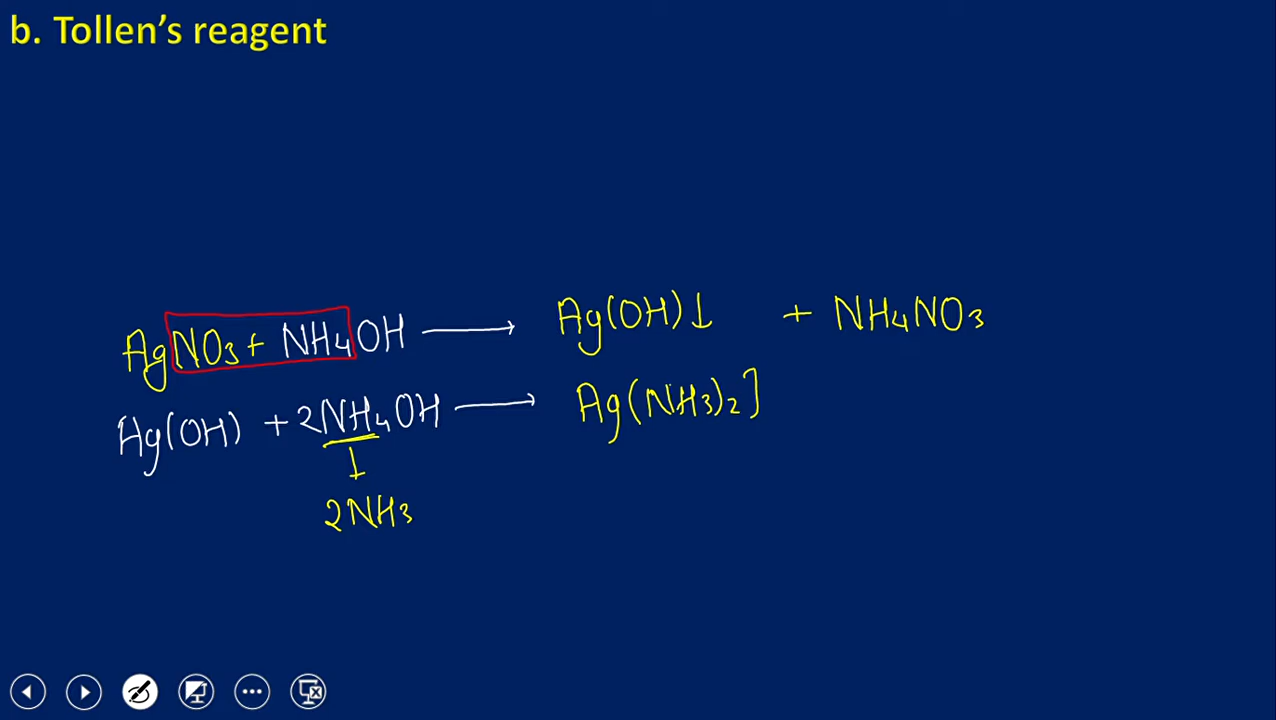 b. Tollen's reagent
AgNO3 + NH4OH ⟶ Ag(OH)↓ + NH4NO3
Ag(OH) + 2NH4OH ⟶ Ag(NH3)2]
↓
2NH3